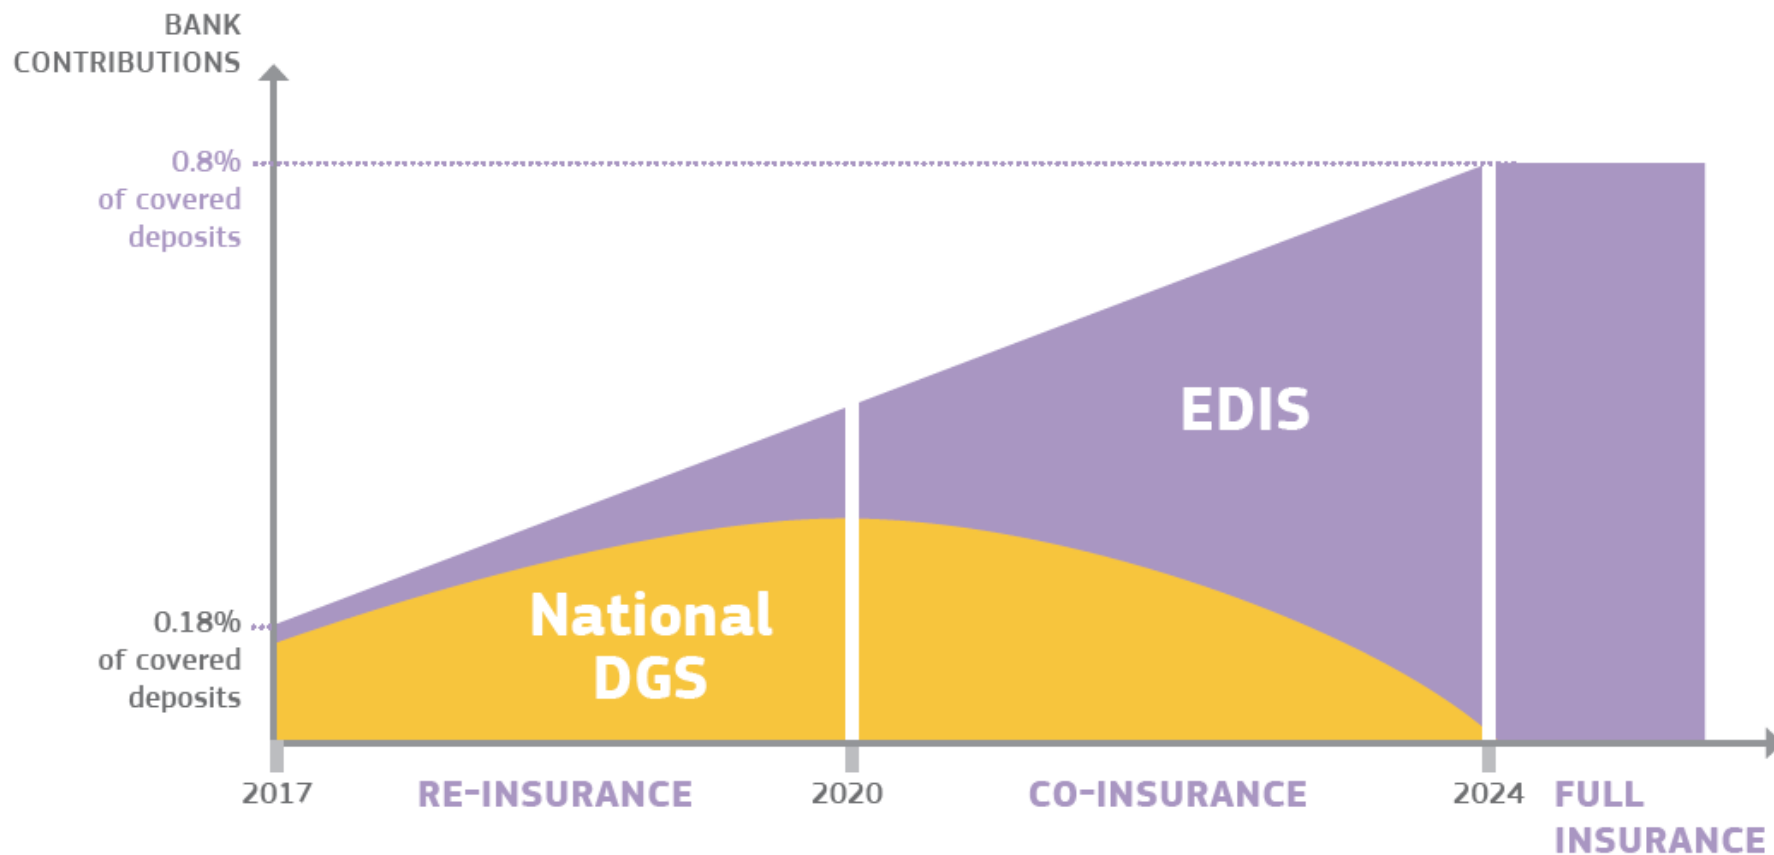 BANK
CONTRIBUTIONS
0.8%
of covered
deposits
EDIS
National
DGS
0.18%
of covered
deposits
2017
RE-INSURANCE
2020
CO-INSURANCE
2024
FULL
INSURANCE